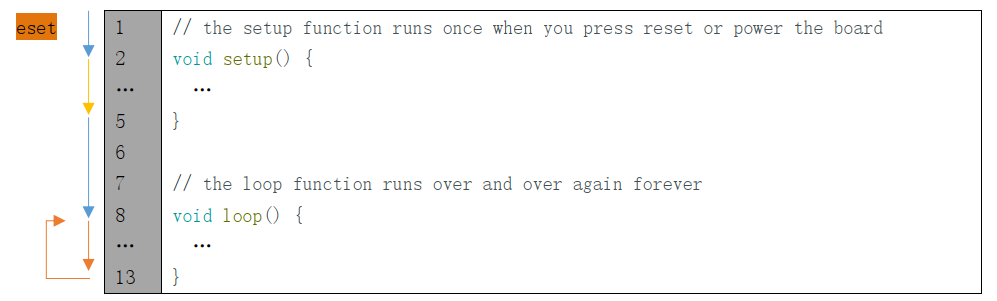 eset
1 // the setup function runs once when you press reset or power the board
2 void setup() {
… …
5 }
6
7 // the loop function runs over and over again forever
8 void loop() {
… …
13 }